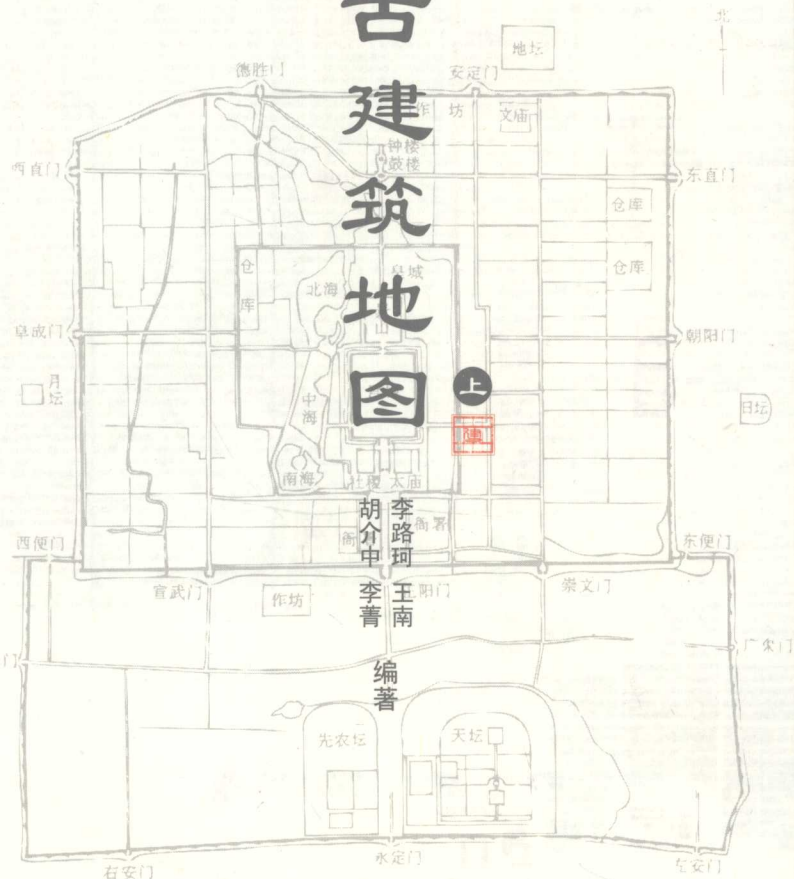 古建筑地图
上
李路珂 王南
胡介中 李菁
编著
北
地坛
德胜门
安定门
作坊
文庙
钟楼
鼓楼
西直门
东直门
仓库
仓库
仓库
皇城
北海
山
阜成门
朝阳门
月坛
日坛
中海
南海
社稷
太庙
衙署
西便门
东便门
宣武门
作坊
正阳门
崇文门
门
广渠门
先农坛
天坛
右安门
永定门
左安门